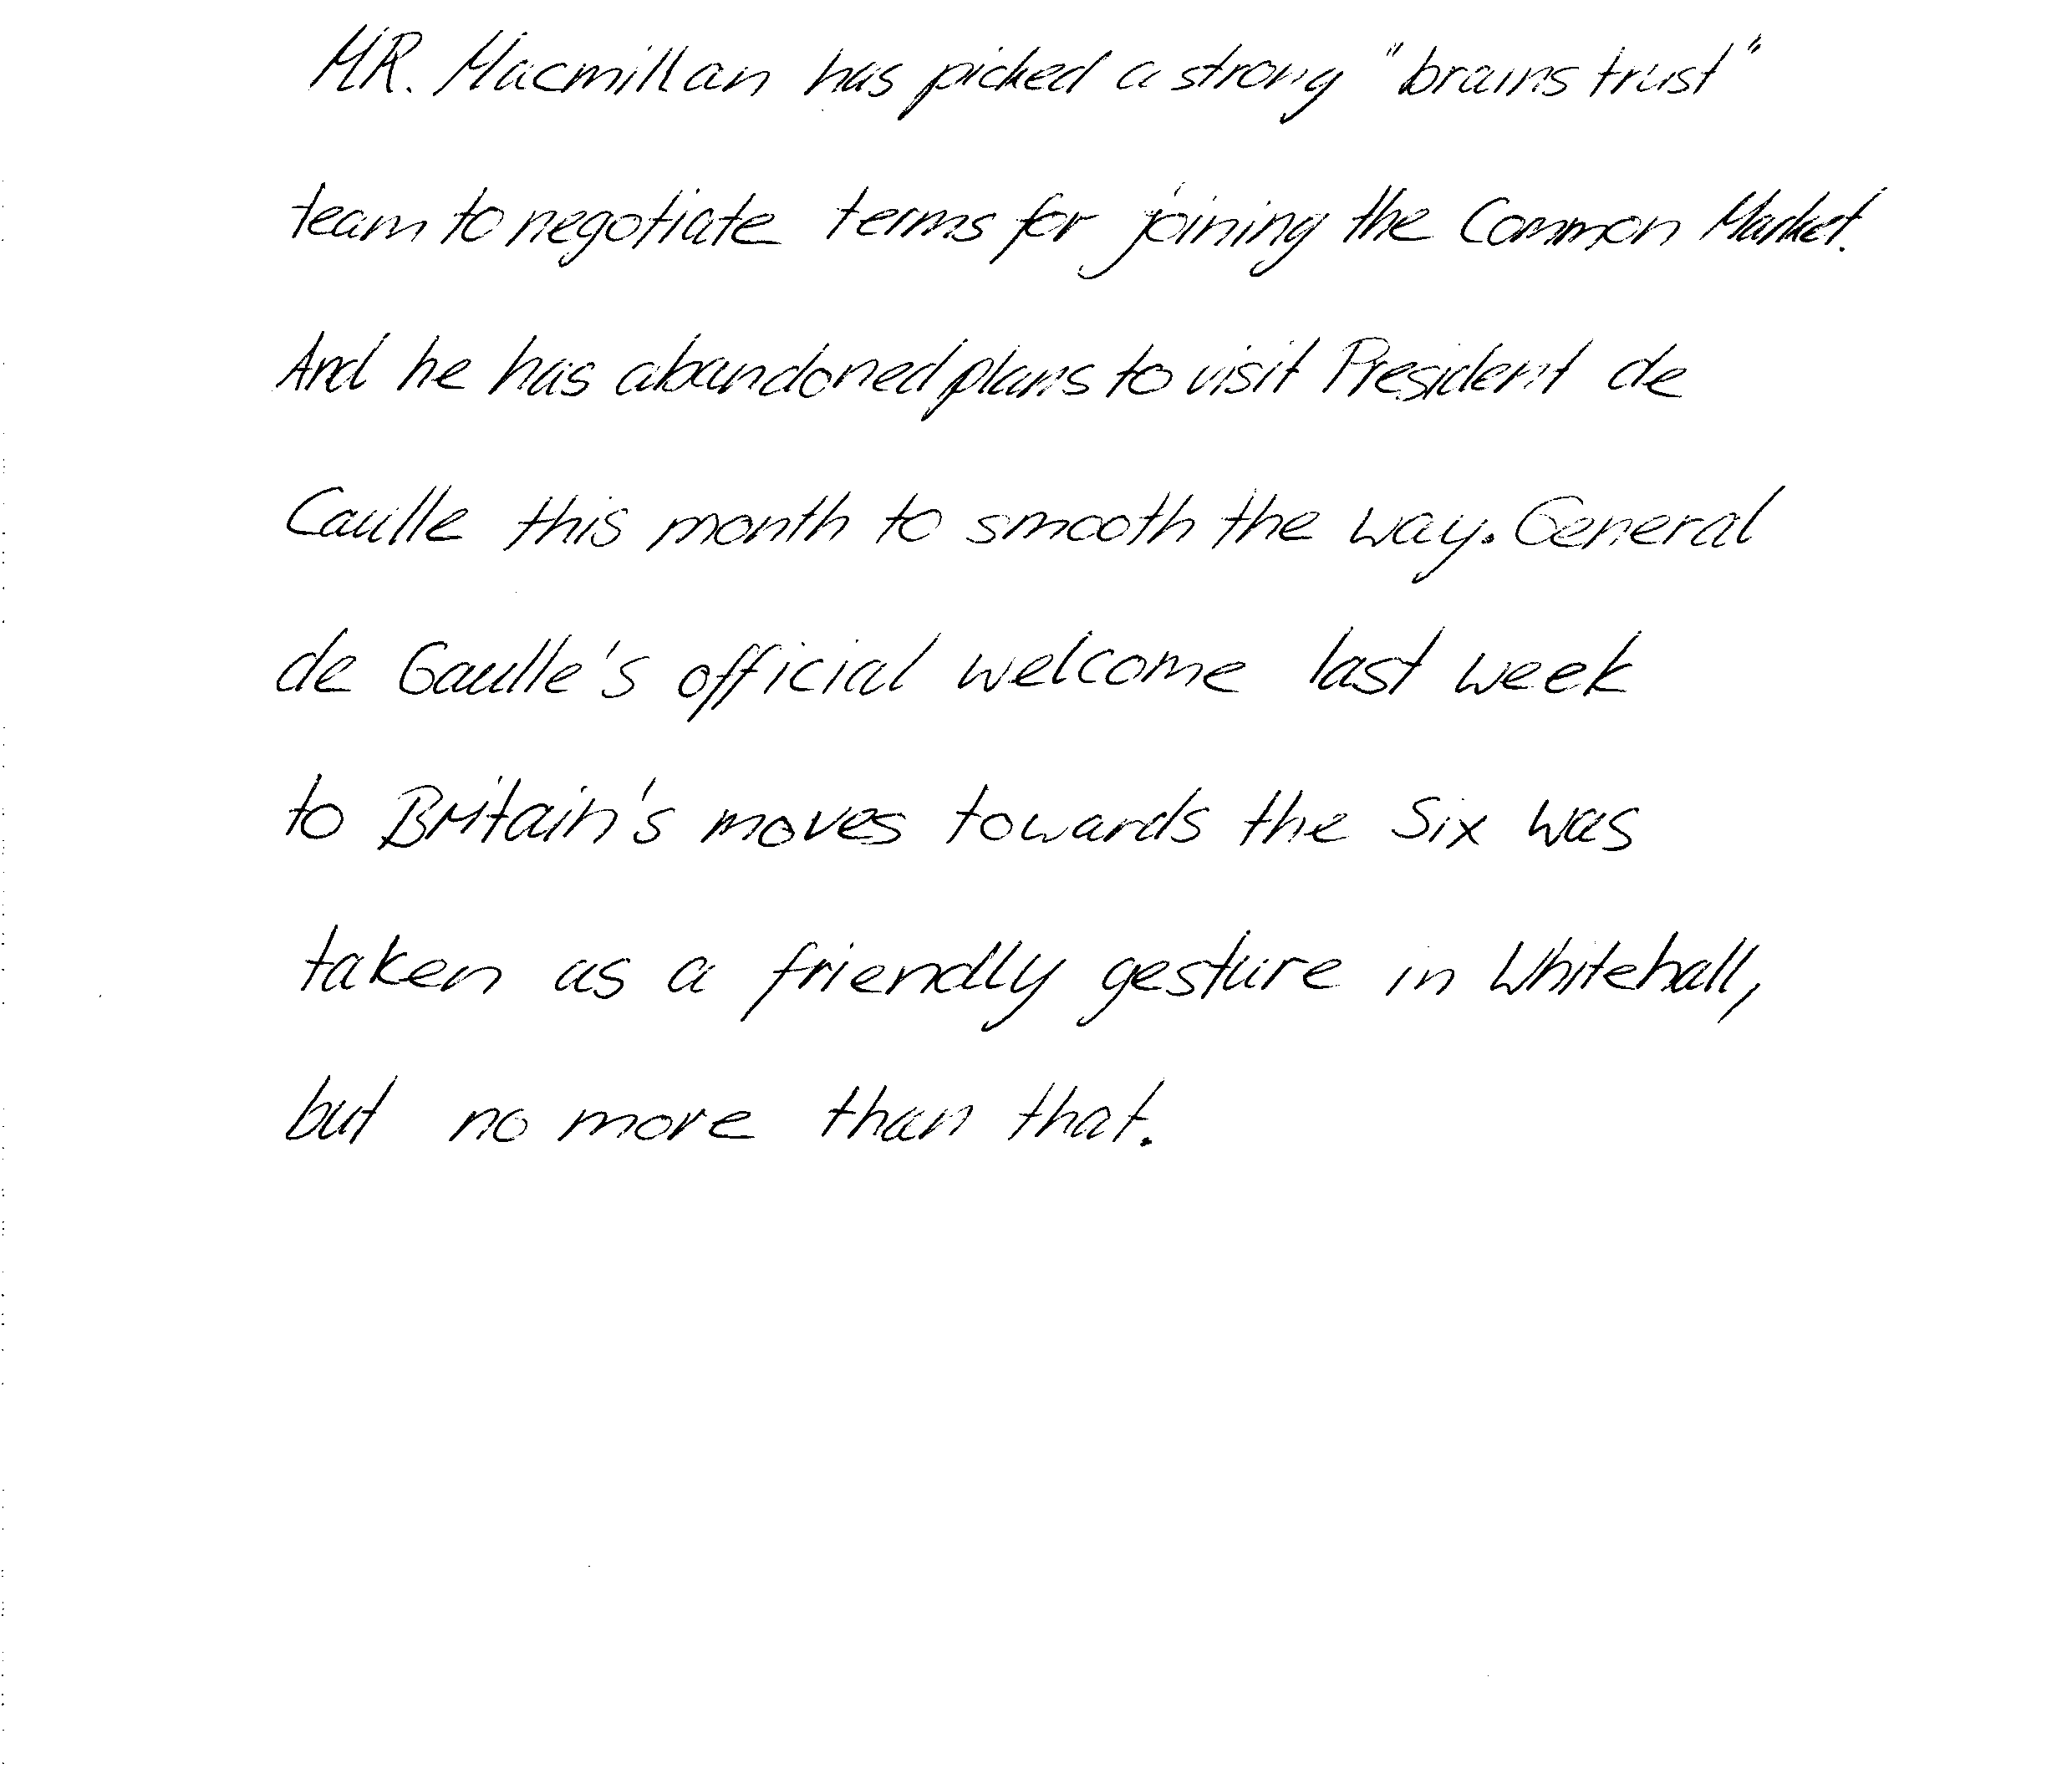 MR. Macmillan has picked a strong "brains trust"
team to negotiate terms for joining the Common Market.
And he has abandoned plans to visit President de
Caulle this month to smooth the way. General
de Gaulle's official welcome last week
to Britain's moves towards the Six was
taken as a friendly gesture in Whitehall,
but no more than that.